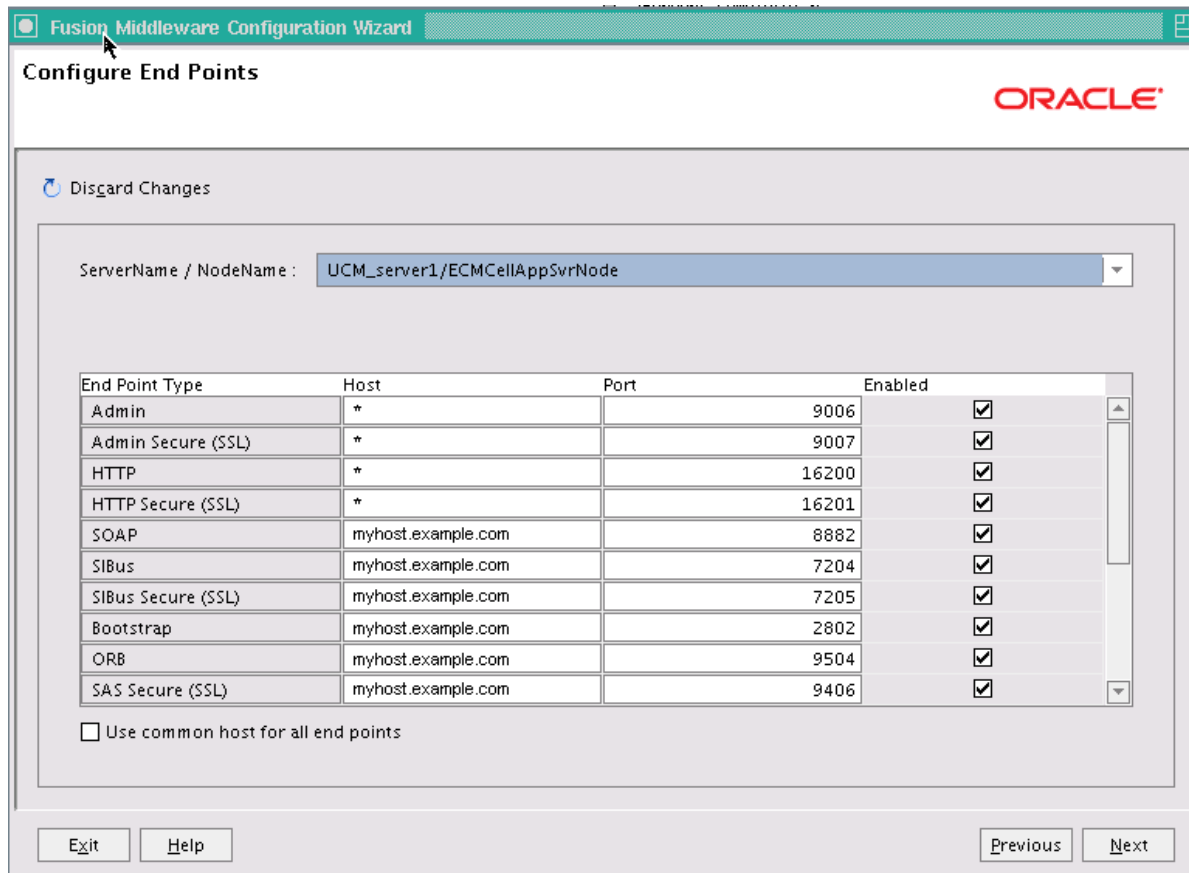 Fusion Middleware Configuration Wizard
Configure End Points
ORACLE
Discard Changes
ServerName / NodeName : UCM_server1/ECMCellAppSvrNode
End Point Type Host Port Enabled
Admin * 9006
Admin Secure (SSL) * 9007
HTTP * 16200
HTTP Secure (SSL) * 16201
SOAP myhost.example.com 8882
SIBus myhost.example.com 7204
SIBus Secure (SSL) myhost.example.com 7205
Bootstrap myhost.example.com 2802
ORB myhost.example.com 9504
SAS Secure (SSL) myhost.example.com 9406
Use common host for all end points
Exit Help Previous Next